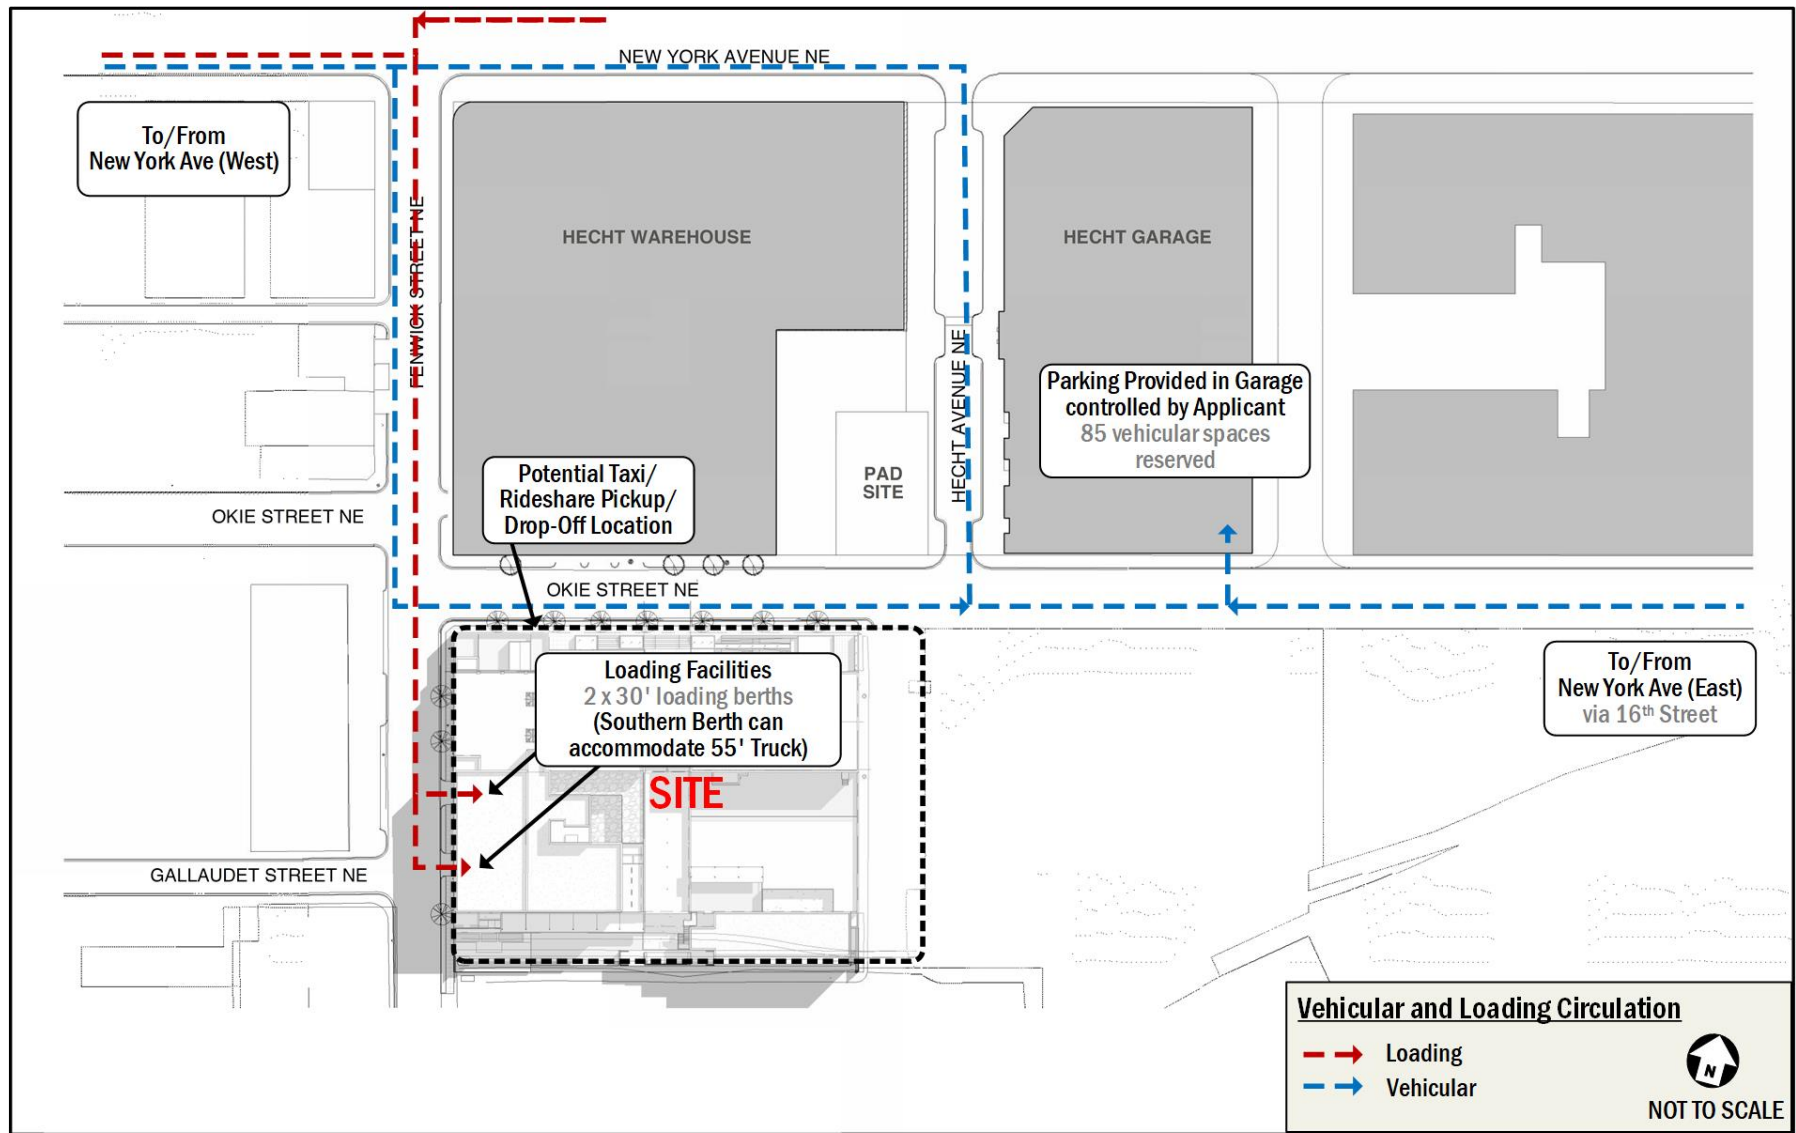 NEW YORK AVENUE NE
To/From
New York Ave (West)
FENWICK STREET NE
HECHT WAREHOUSE
HECHT GARAGE
HECHT AVENUE NE
Parking Provided in Garage
controlled by Applicant
85 vehicular spaces
reserved
PAD
SITE
Potential Taxi/
Rideshare Pickup/
Drop-Off Location
OKIE STREET NE
OKIE STREET NE
Loading Facilities
2 x 30' loading berths
(Southern Berth can
accommodate 55' Truck)
SITE
To/From
New York Ave (East)
via 16th Street
GALLAUDET STREET NE
Vehicular and Loading Circulation
Loading
Vehicular
N
NOT TO SCALE